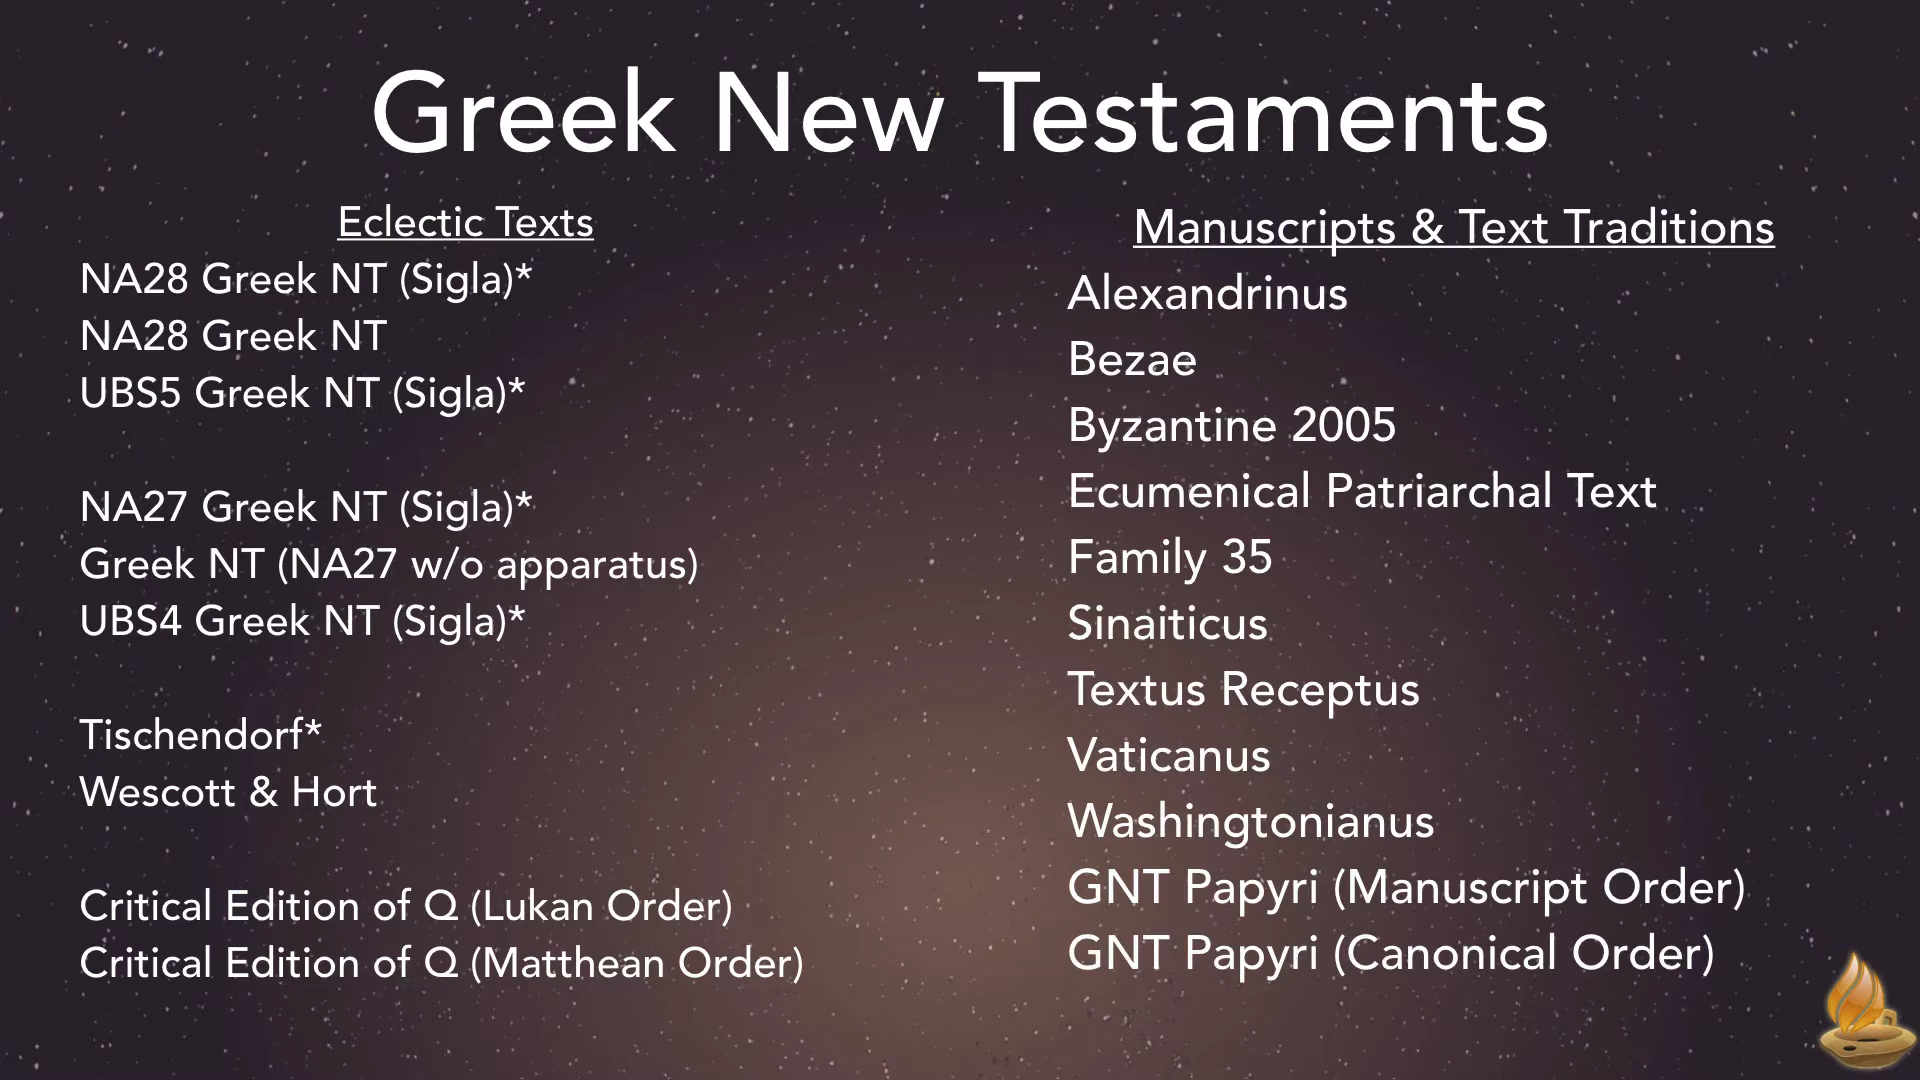 Greek New Testaments
Eclectic Texts
NA28 Greek NT (Sigla)*
NA28 Greek NT
UBS5 Greek NT (Sigla)*
NA27 Greek NT (Sigla)*
Greek NT (NA27 w/o apparatus)
UBS4 Greek NT (Sigla)*
Tischendorf*
Wescott & Hort
Critical Edition of Q (Lukan Order)
Critical Edition of Q (Matthean Order)
Manuscripts & Text Traditions
Alexandrinus
Bezae
Byzantine 2005
Ecumenical Patriarchal Text
Family 35
Sinaiticus
Textus Receptus
Vaticanus
Washingtonianus
GNT Papyri (Manuscript Order)
GNT Papyri (Canonical Order)